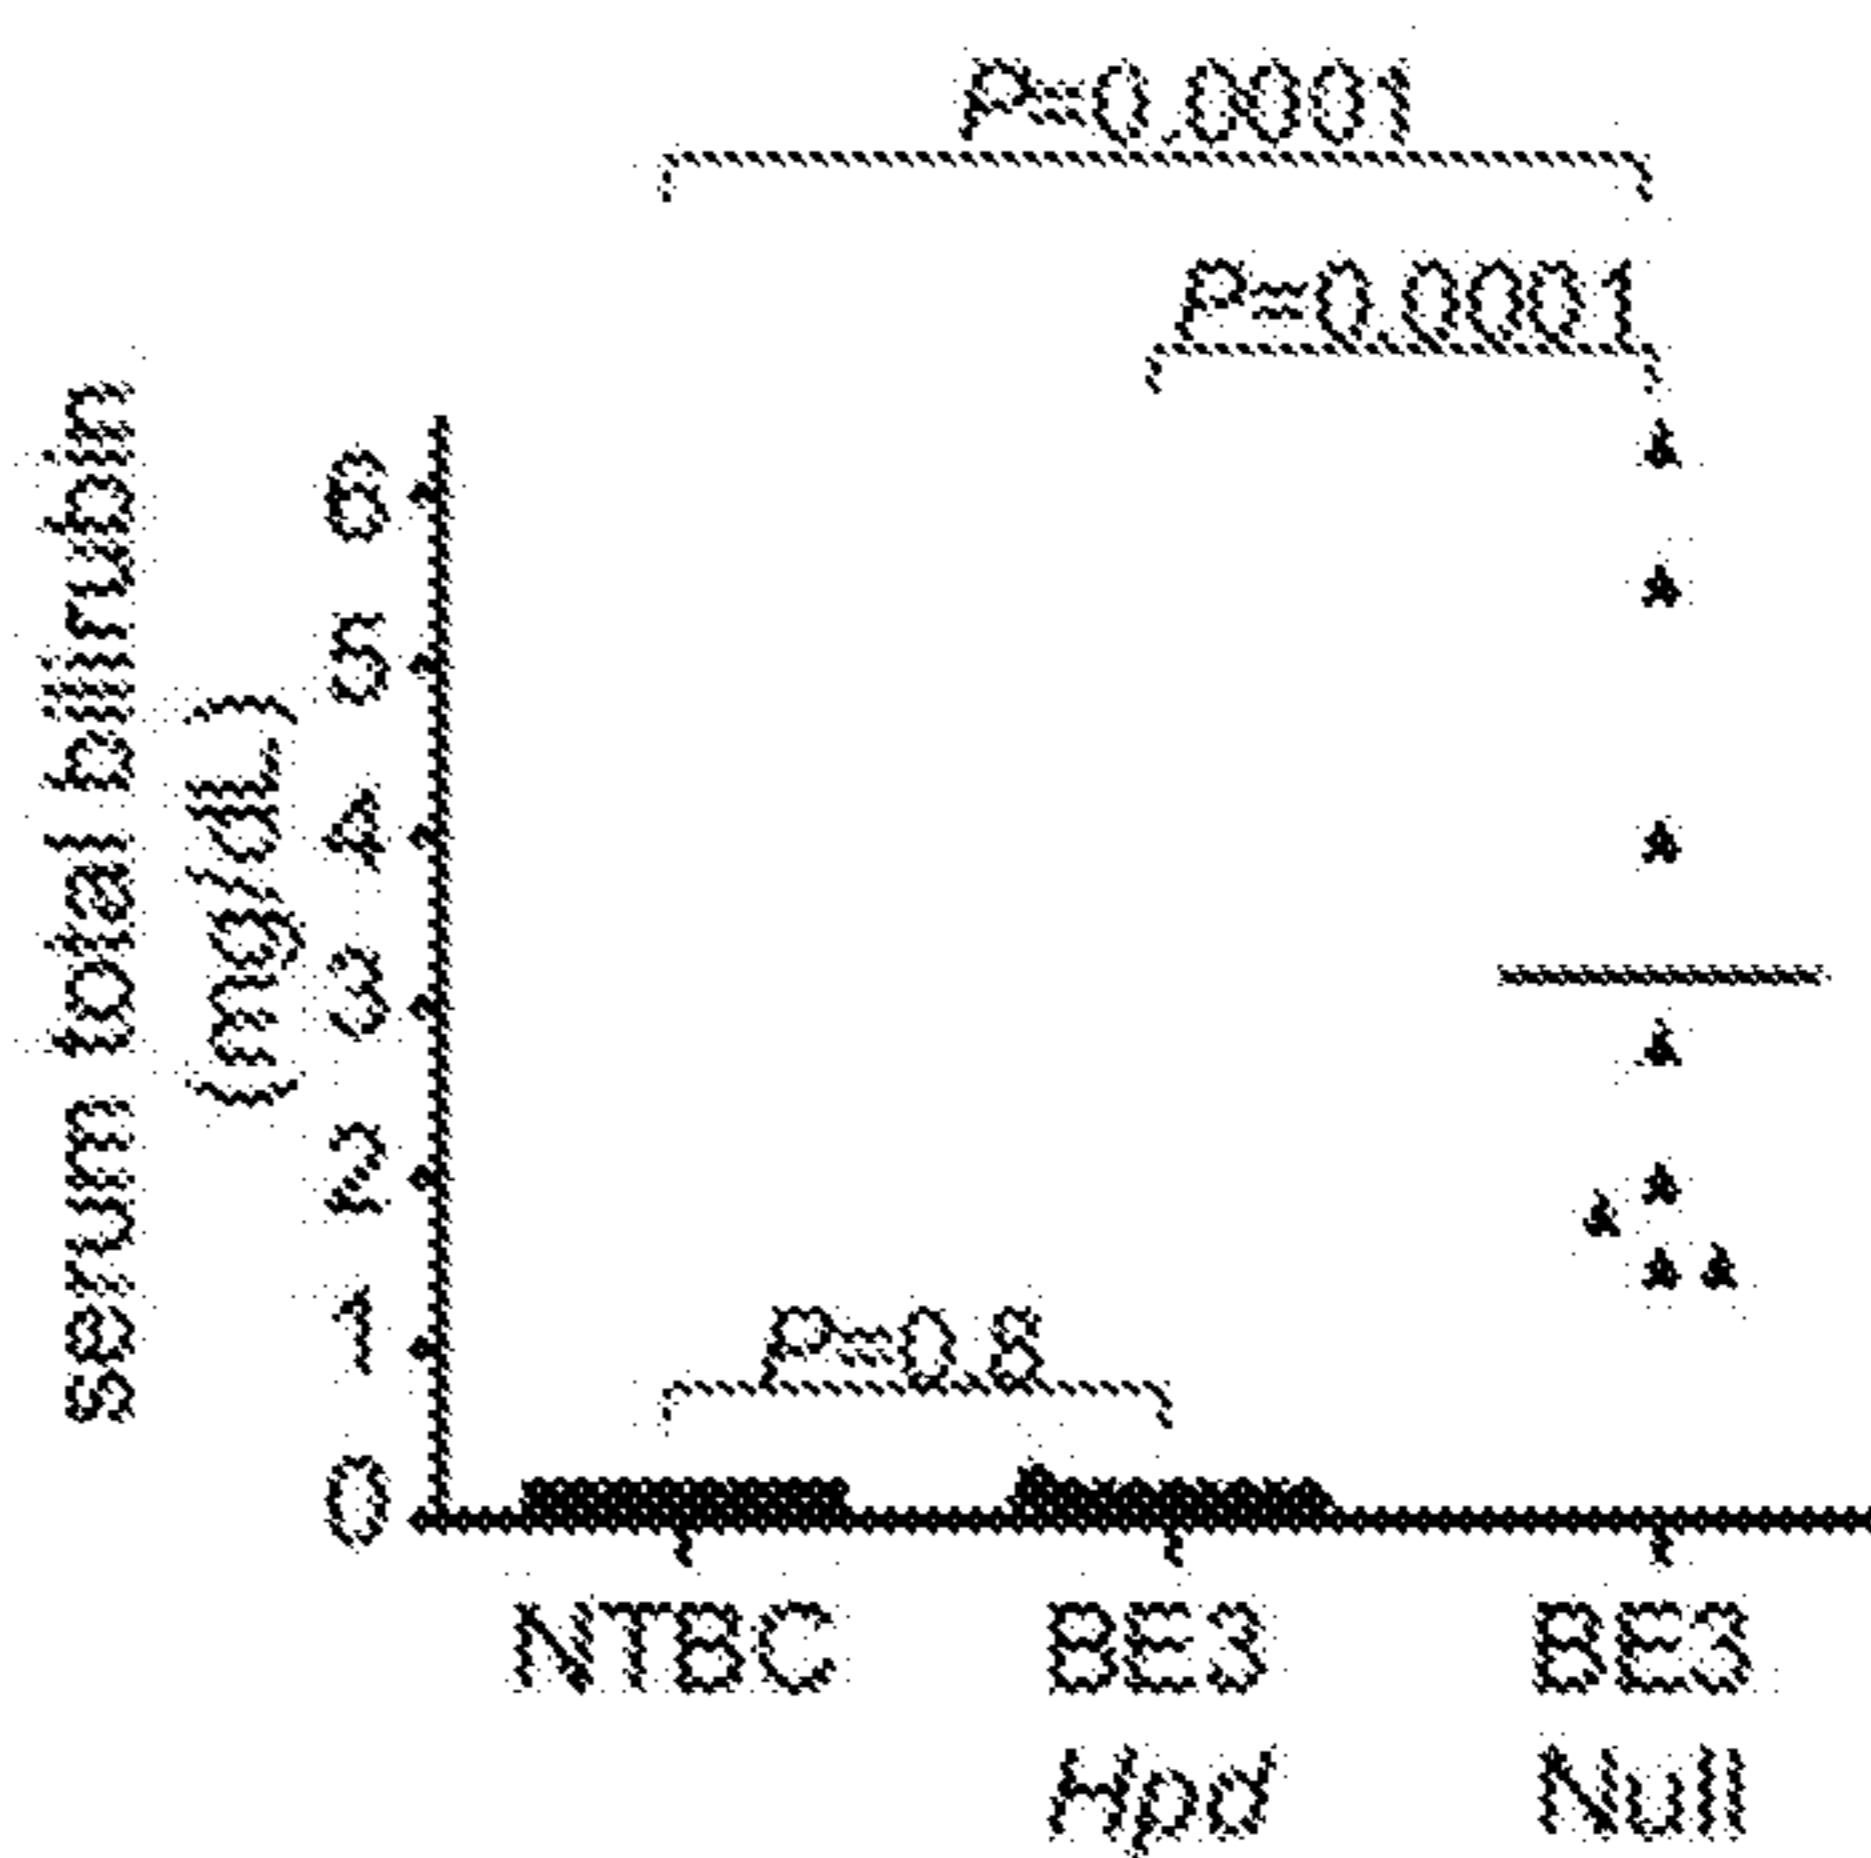 P=0.0001
P=0.0001
serum total bilirubin
(mg/dL)
6
5
4
3
2
1
0
P=0.8
NTBC
BE3
Hpd
BE3
Null